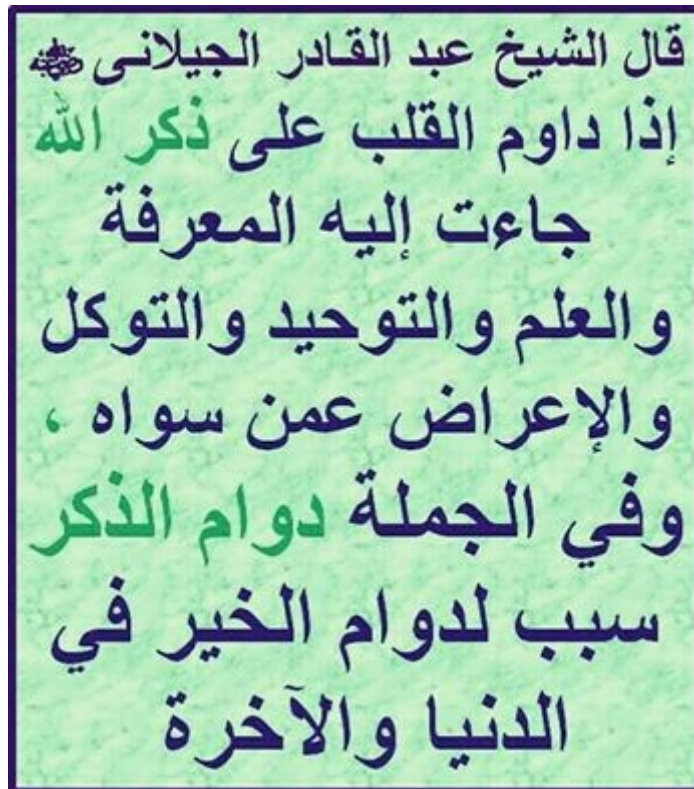 قال الشيخ عبد القادر الجيلانى
إذا داوم القلب على ذكر الله
جاءت إليه المعرفة
والعلم والتوحيد والتوكل
والإعراض عمن سواه ،
وفي الجملة دوام الذكر
سبب لدوام الخير في
الدنيا والآخرة